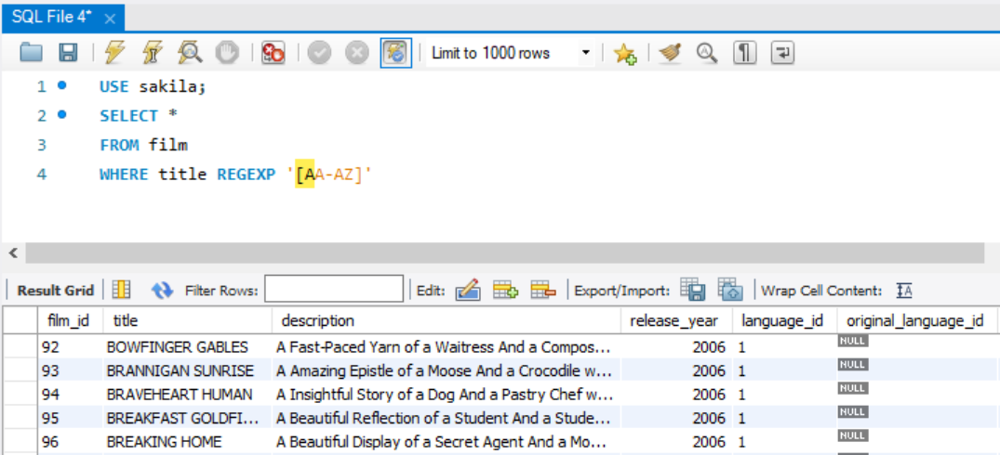 SQL File 4*
Limit to 1000 rows
1 USE sakila;
2 SELECT *
3 FROM film
4 WHERE title REGEXP '[AA-AZ]'
Result Grid Filter Rows: Edit: Export/Import: Wrap Cell Content: IA
film_id title description release_year language_id original_language_id
92 BOWFINGER GABLES A Fast-Paced Yarn of a Waitress And a Compos... 2006 1 NULL
93 BRANNIGAN SUNRISE A Amazing Epistle of a Moose And a Crocodile w... 2006 1 NULL
94 BRAVEHEART HUMAN A Insightful Story of a Dog And a Pastry Chef w... 2006 1 NULL
95 BREAKFAST GOLDFI... A Beautiful Reflection of a Student And a Stude... 2006 1 NULL
96 BREAKING HOME A Beautiful Display of a Secret Agent And a Mo... 2006 1 NULL